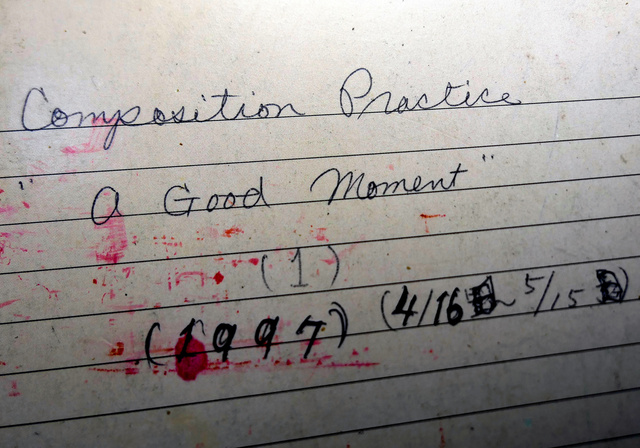 Composition Practice
"A Good Moment"
(1)
(1997) (4/16 ~ 5/15)